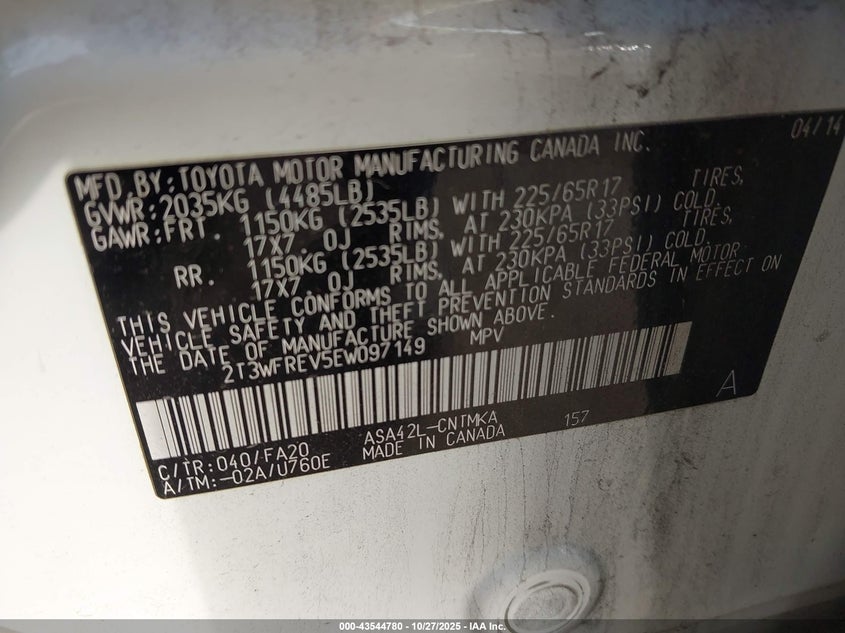 04/14
MFD BY:TOYOTA MOTOR MANUFACTURING CANADA INC.
GVWR:2035KG (4485LB)
GAWR:FRT. 1150KG (2535LB) WITH 225/65R17 TIRES,
17X7.0J RIMS, AT 230KPA (33PSI) COLD.
RR. 1150KG (2535LB) WITH 225/65R17 TIRES,
17X7.0J RIMS, AT 230KPA (33PSI) COLD.
THIS VEHICLE CONFORMS TO ALL APPLICABLE FEDERAL MOTOR
VEHICLE SAFETY AND THEFT PREVENTION STANDARDS IN EFFECT ON
THE DATE OF MANUFACTURE SHOWN ABOVE.
2T3WFREV5EW097149 MPV
A
C/TR:040/FA20 ASA42L-CNTMKA 157
A/TM:-02A/U760E MADE IN CANADA
000-43544780 - 10/27/2025 - IAA Inc.